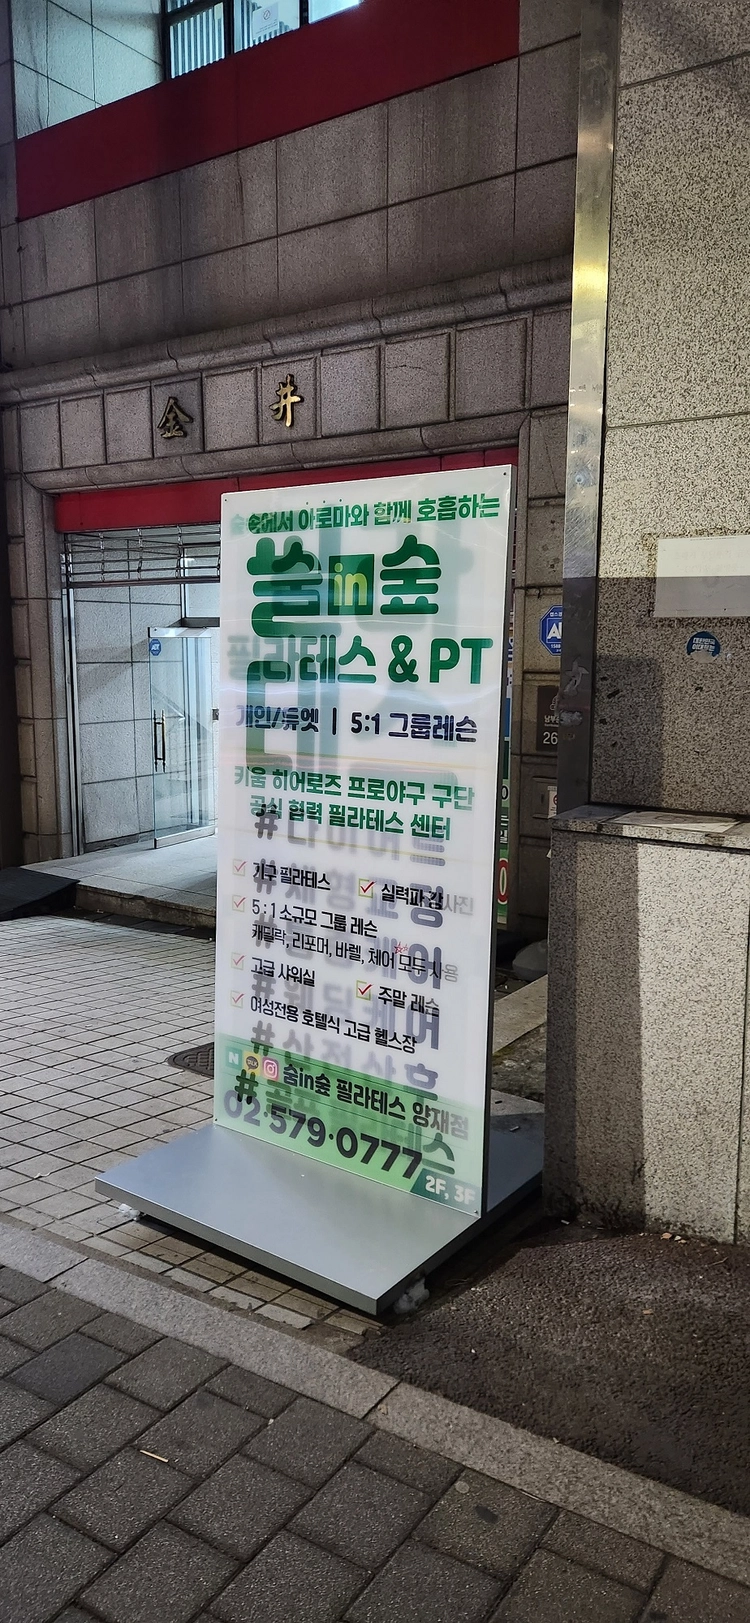 金 井
숲속에서 아로마와 함께 호흡하는
숨in숲
필라테스 & PT
개인/듀엣 | 5:1 그룹레슨
키움 히어로즈 프로야구 구단
공식 협력 필라테스 센터
기구 필라테스
실력파 강사진
5:1 소규모 그룹 레슨
캐딜락, 리포머, 바렐, 체어 모두 사용
고급 샤워실
주말 레슨
여성전용 호텔식 고급 헬스장
N TALK 숨in숲 필라테스 양재점
02·579·0777
2F, 3F
26